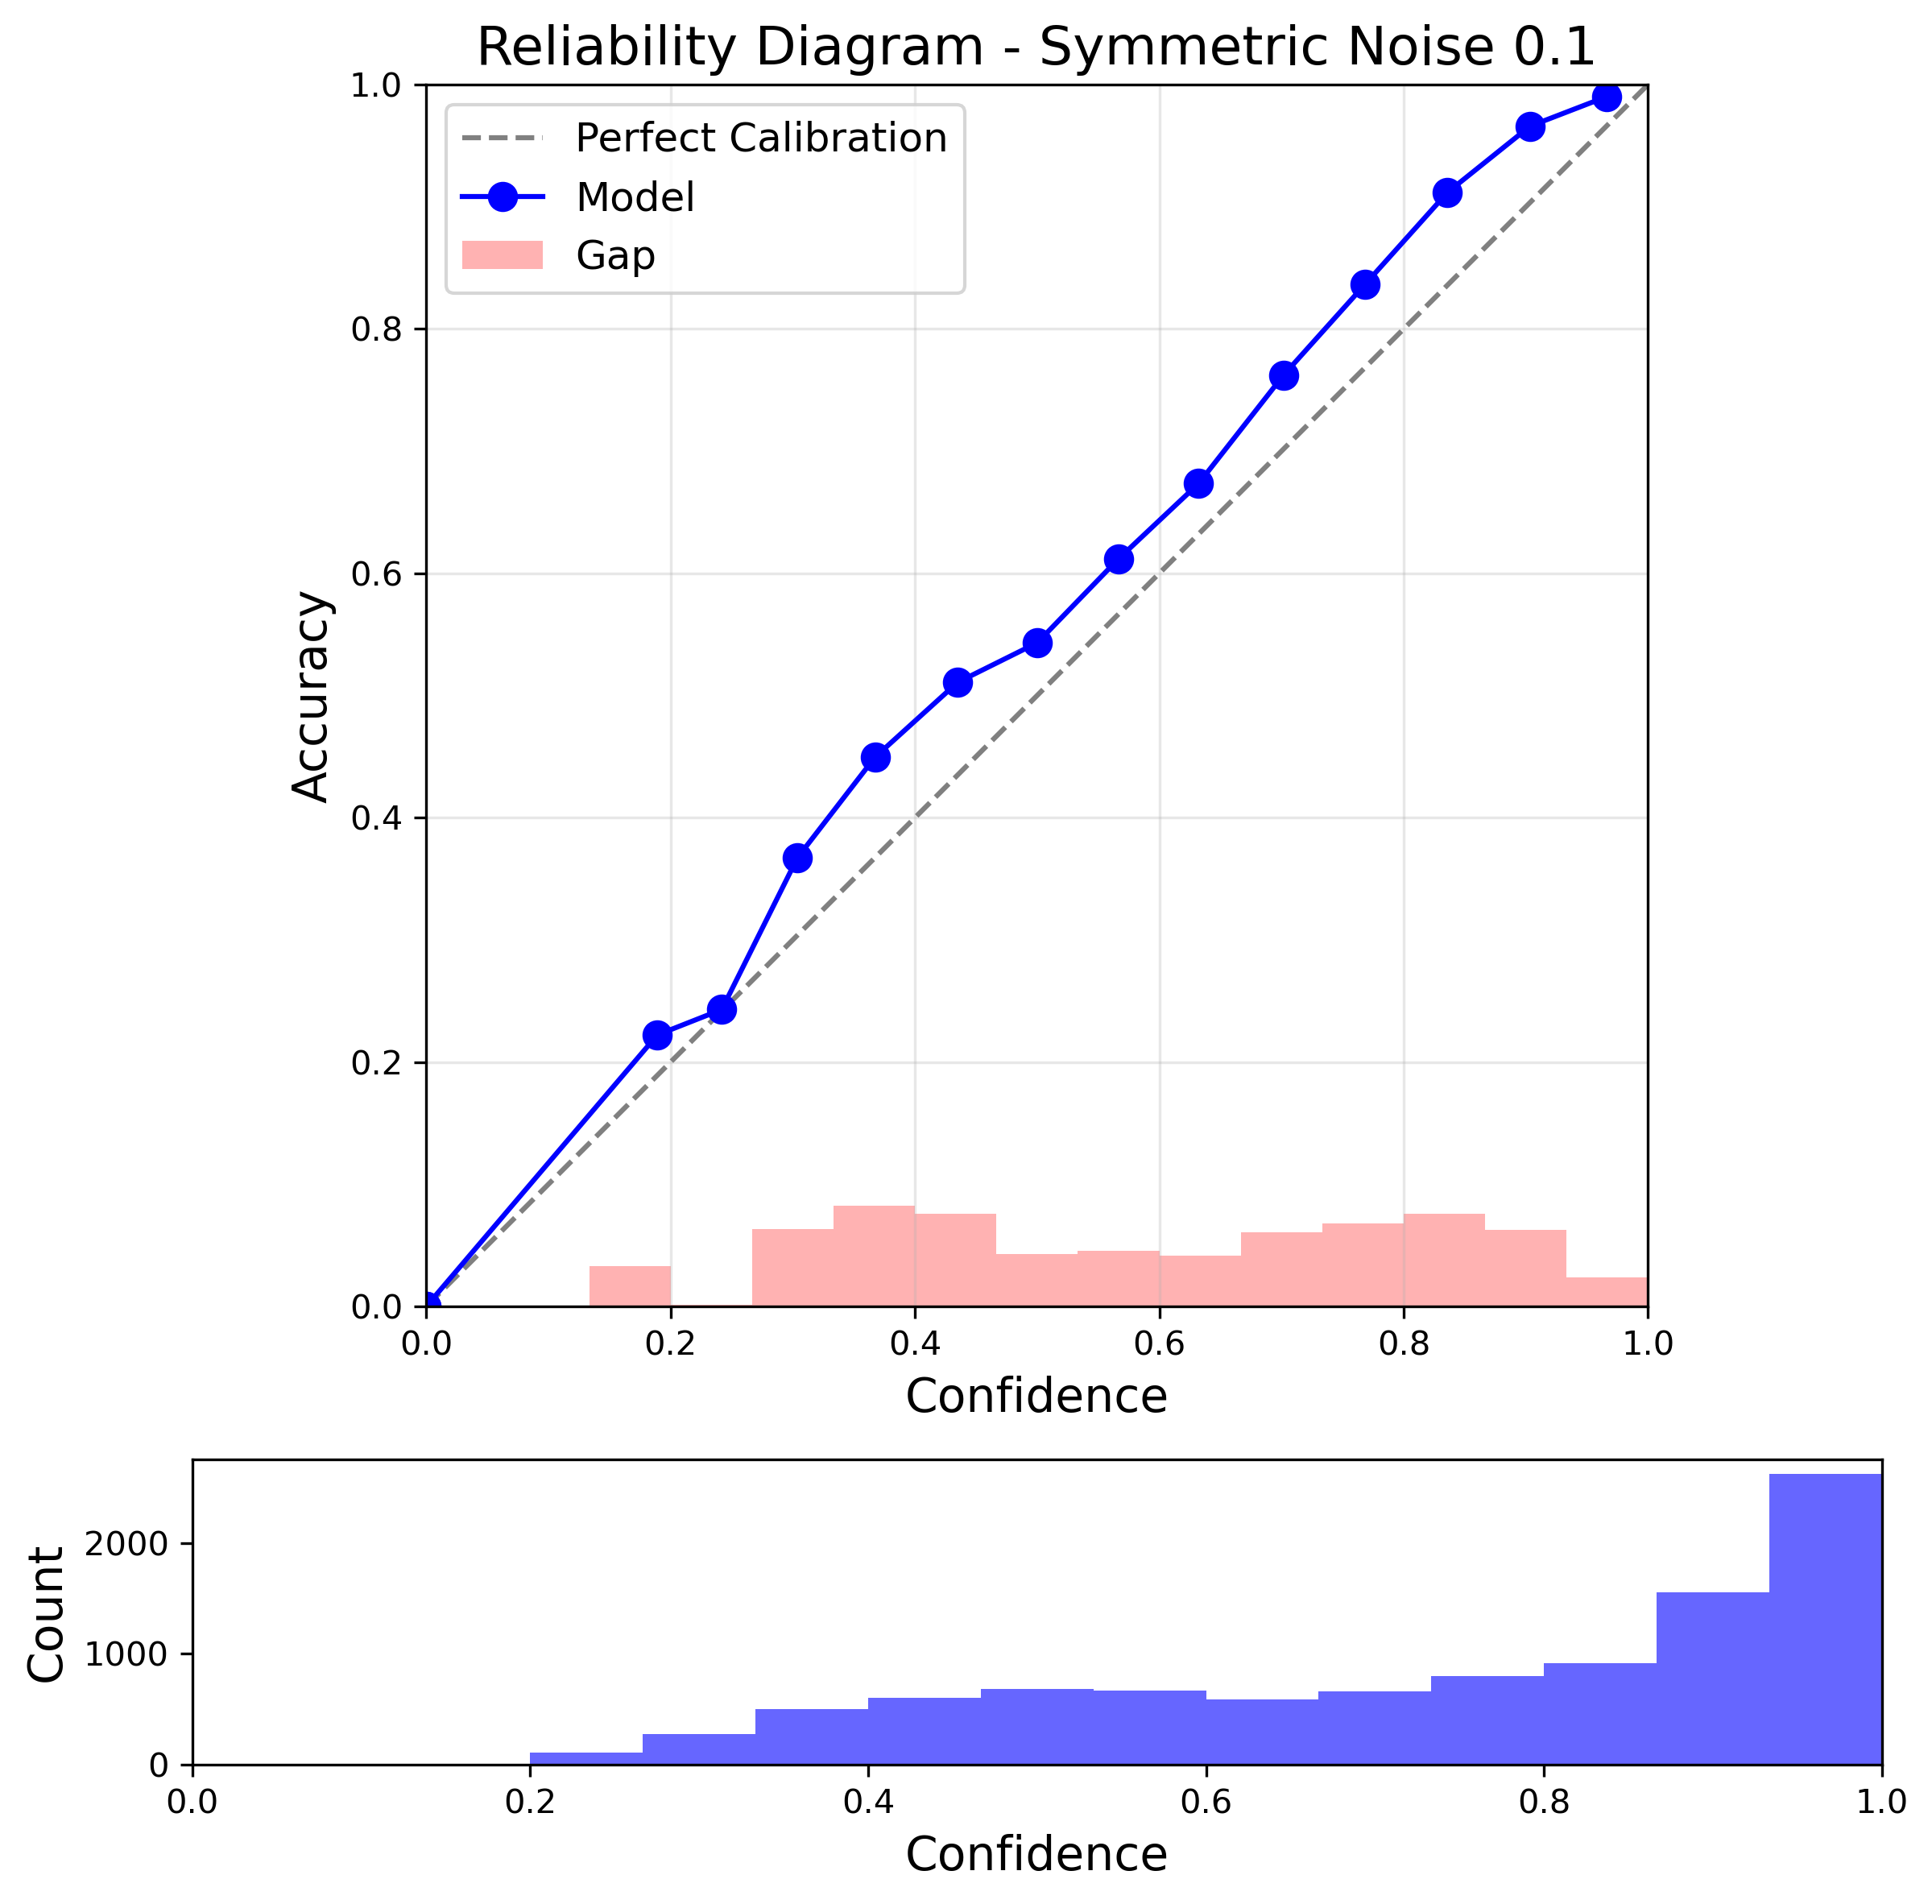 Reliability Diagram - Symmetric Noise 0.1
Perfect Calibration
Model
Gap
Accuracy
1.0
0.8
0.6
0.4
0.2
0.0
0.0 0.2 0.4 0.6 0.8 1.0
Confidence
Count
2000
1000
0
0.0 0.2 0.4 0.6 0.8 1.0
Confidence